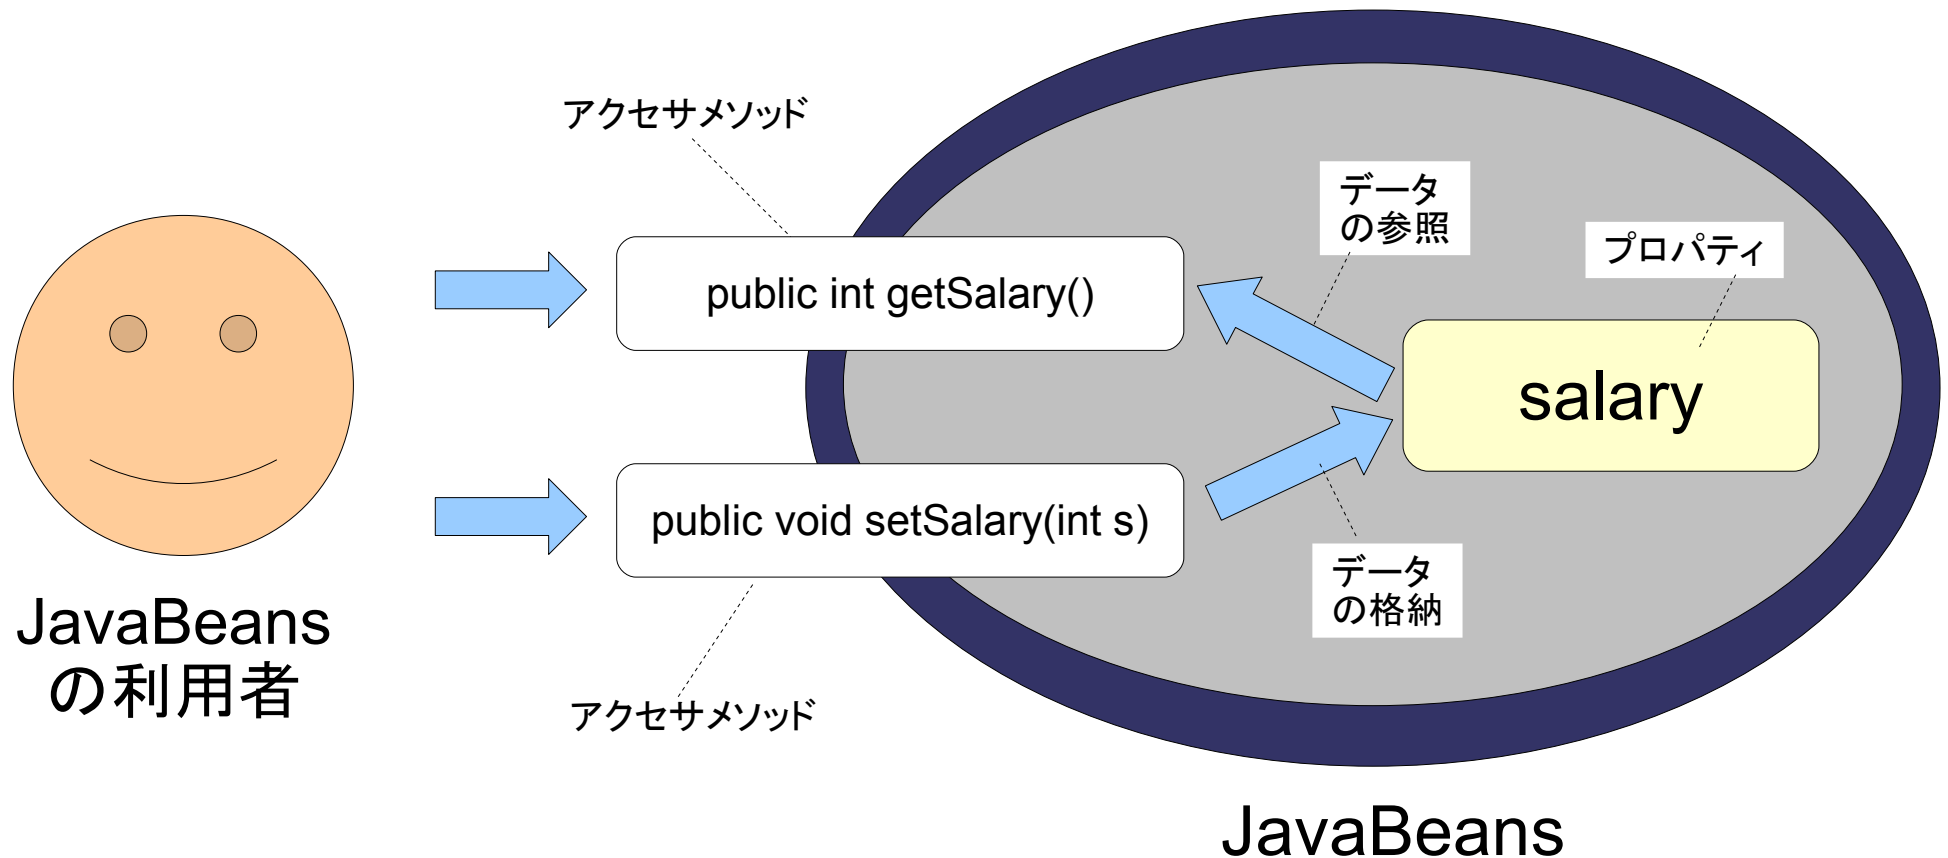 アクセサメソッド
データ
の参照
プロパティ
public int getSalary()
salary
public void setSalary(int s)
データ
の格納
JavaBeans
の利用者
アクセサメソッド
JavaBeans